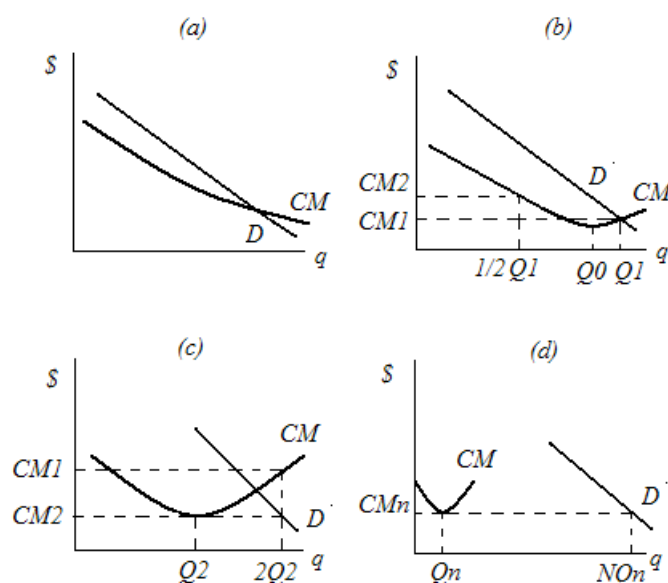 (a)
$
CM
D
q
(b)
$
D
CM
CM2
CM1
1/2 Q1
Q0
Q1
q
(c)
$
CM
CM1
CM2
D
Q2
2Q2
q
(d)
$
CM
CMn
D
Qn
NQn
q